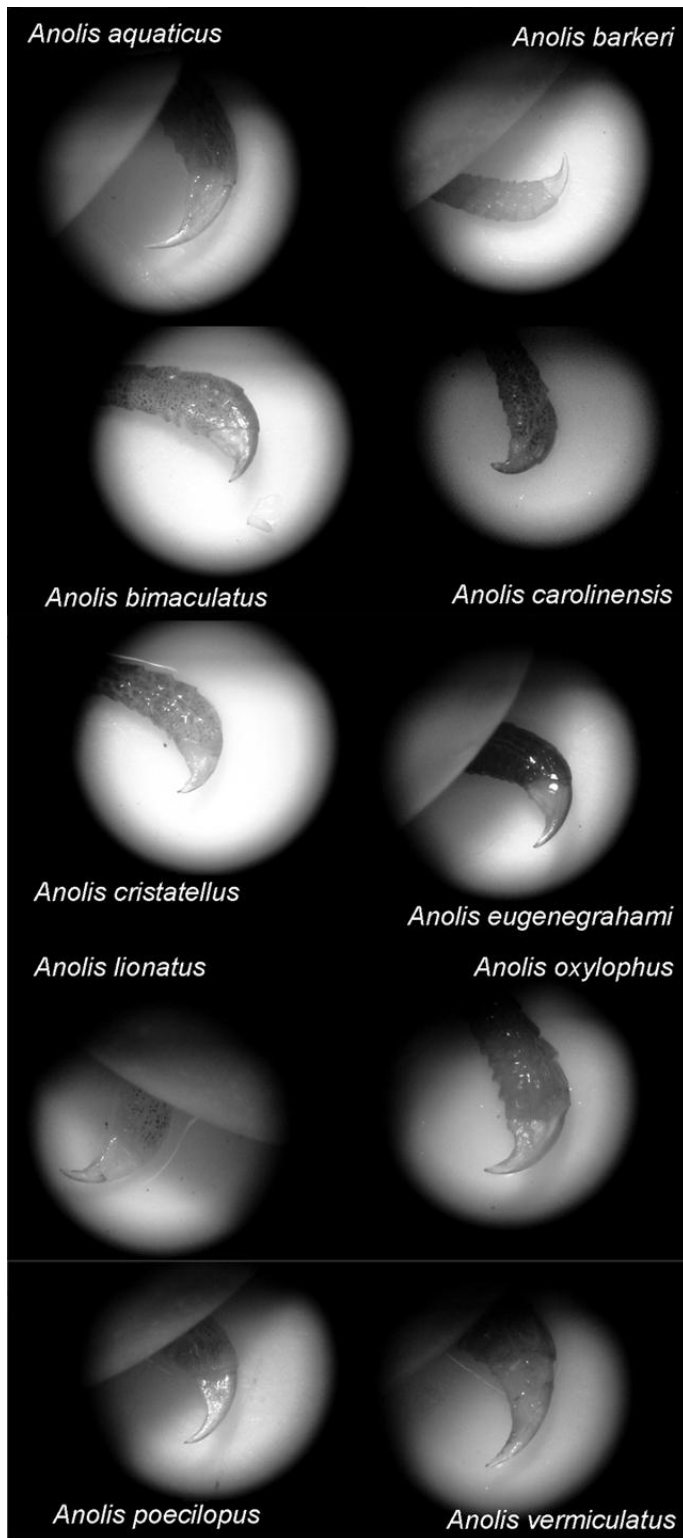 Anolis aquaticus
Anolis barkeri
Anolis bimaculatus
Anolis carolinensis
Anolis cristatellus
Anolis eugenegrahami
Anolis lionatus
Anolis oxylophus
Anolis poecilopus
Anolis vermiculatus